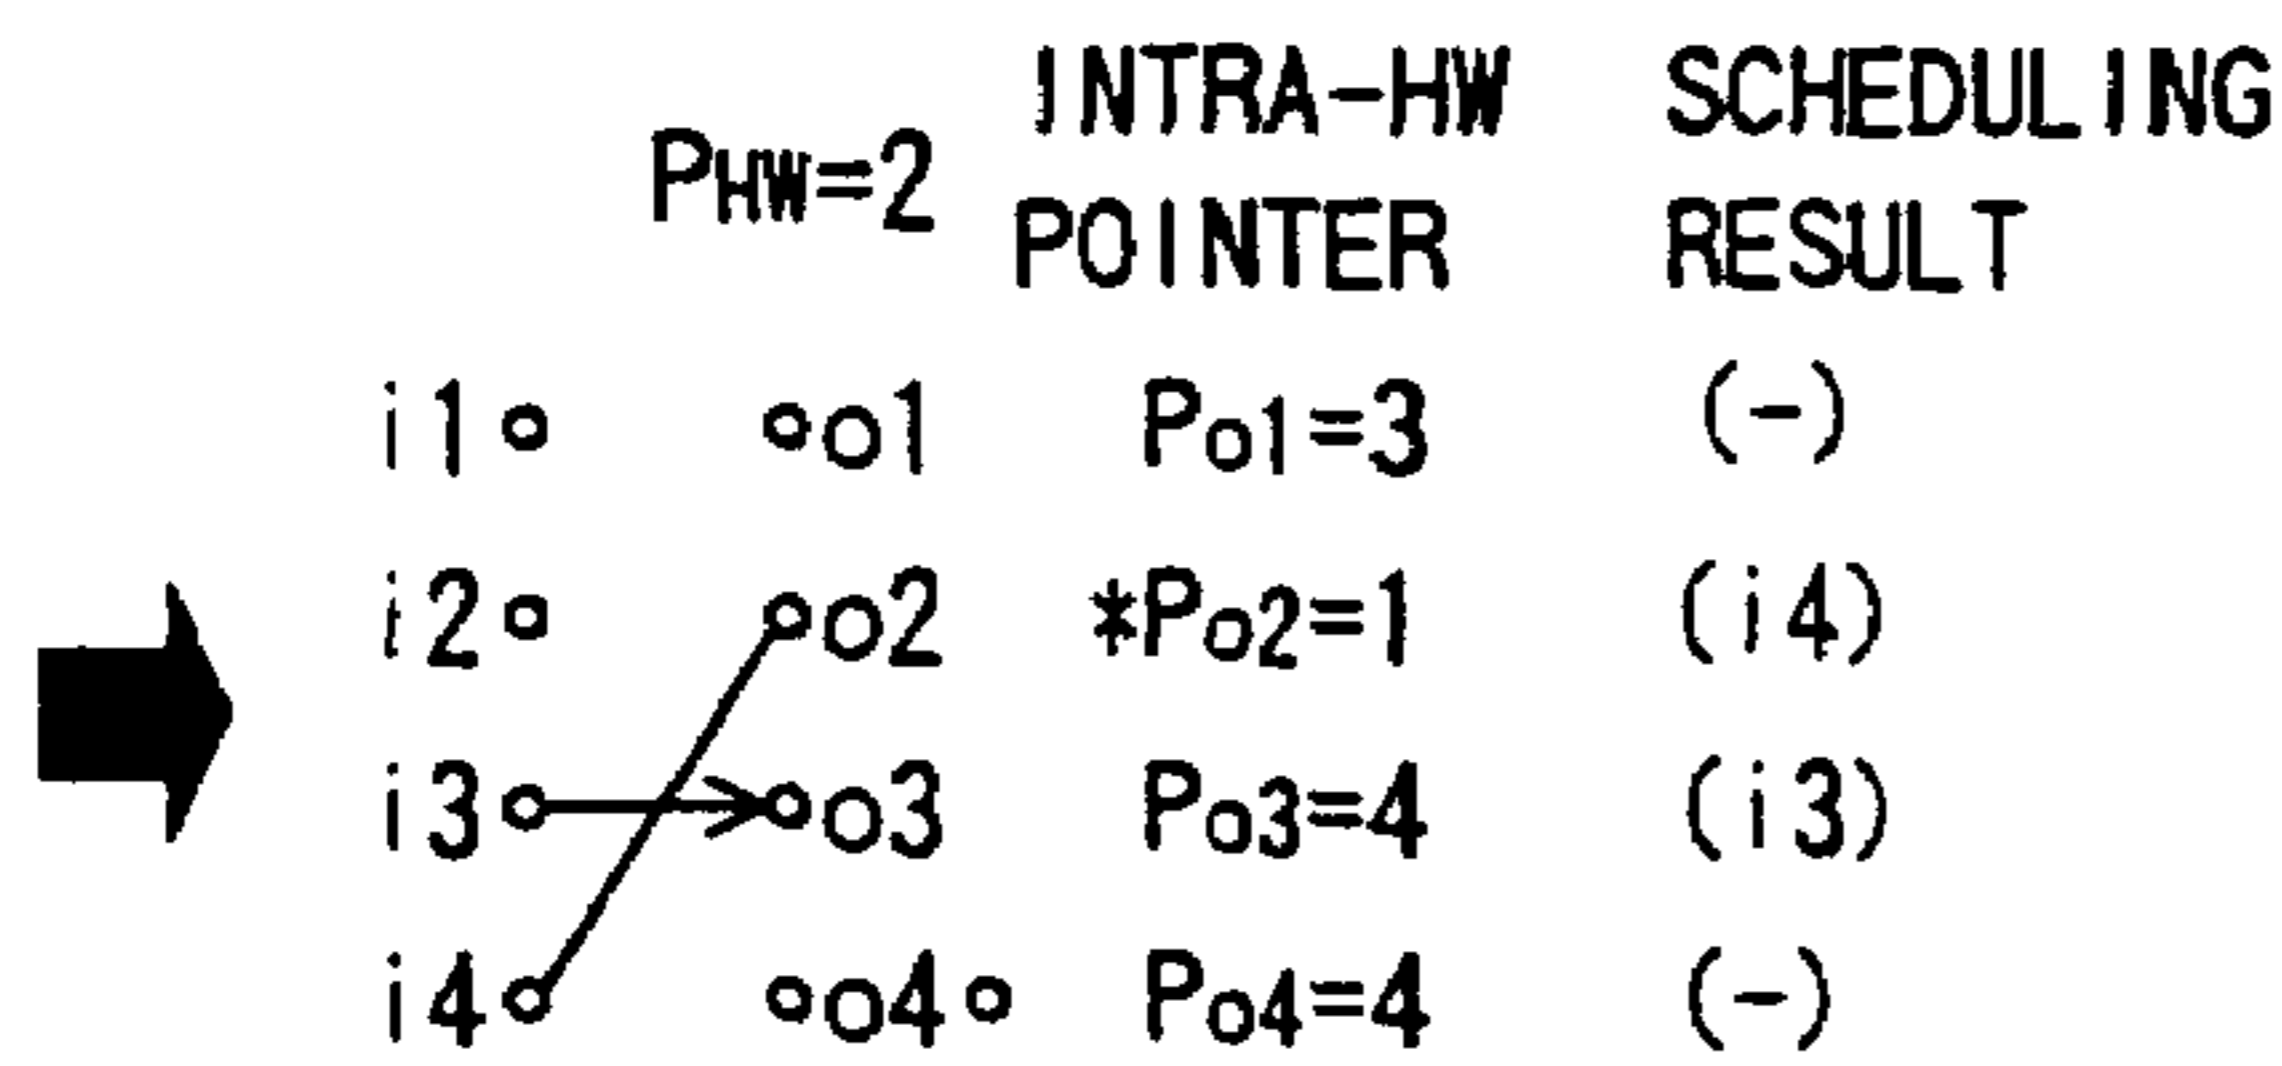 PHW=2 INTRA-HW POINTER SCHEDULING RESULT
i1 o1 Po1=3 (-)
i2 o2 *Po2=1 (i4)
i3 o3 Po3=4 (i3)
i4 o4 Po4=4 (-)